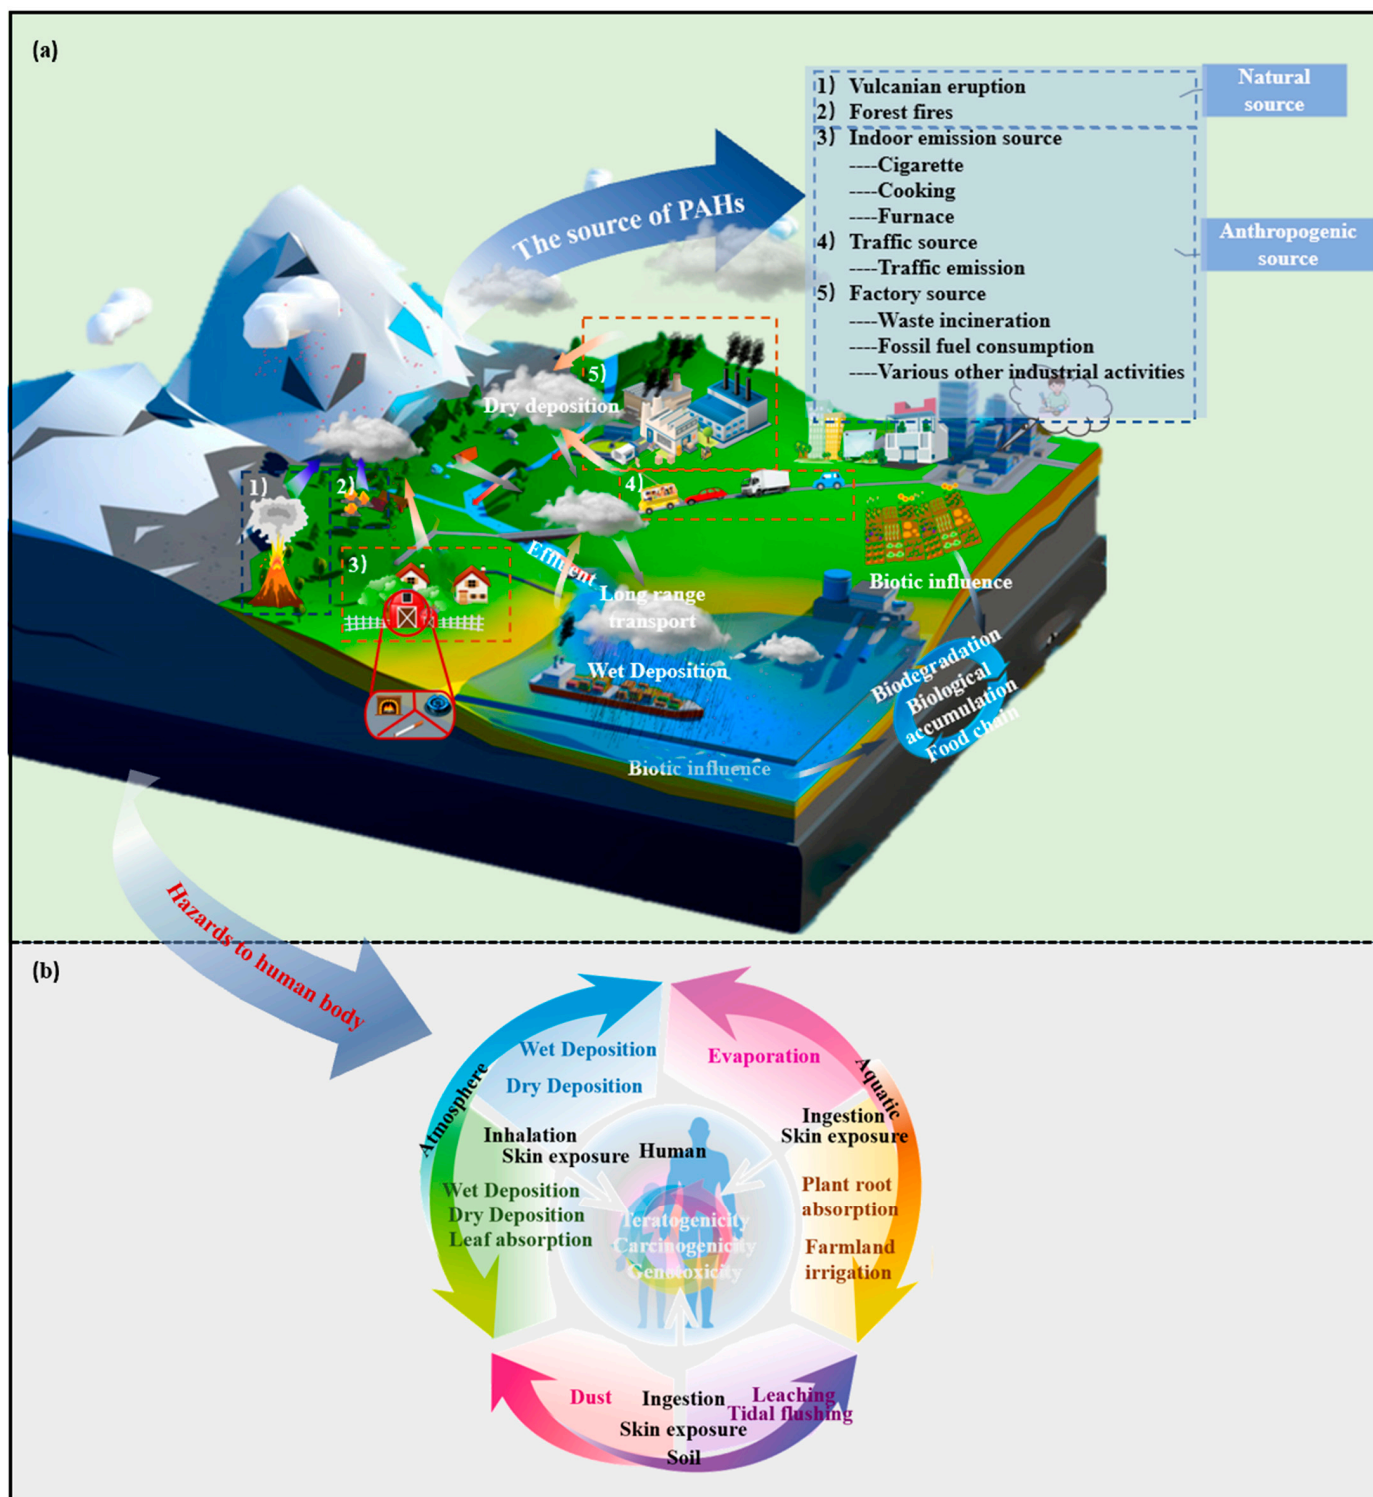 (a)
Natural
source
1) Vulcanian eruption
2) Forest fires
3) Indoor emission source
----Cigarette
----Cooking
----Furnace
4) Traffic source
----Traffic emission
5) Factory source
----Waste incineration
----Fossil fuel consumption
----Various other industrial activities
Anthropogenic
source
The source of PAHs
5)
Dry deposition
1)
2)
4)
3)
Effluent
Biotic influence
Long range
transport
Wet Deposition
Biodegradation
Biological
accumulation
Food chain
Biotic influence
Hazards to human body
(b)
Wet Deposition
Dry Deposition
Evaporation
Atmosphere
Aquatic
Inhalation
Skin exposure
Human
Ingestion
Skin exposure
Wet Deposition
Dry Deposition
Leaf absorption
Teratogenicity
Carcinogenicity
Genotoxicity
Plant root
absorption
Farmland
irrigation
Dust
Ingestion
Skin exposure
Soil
Leaching
Tidal flushing